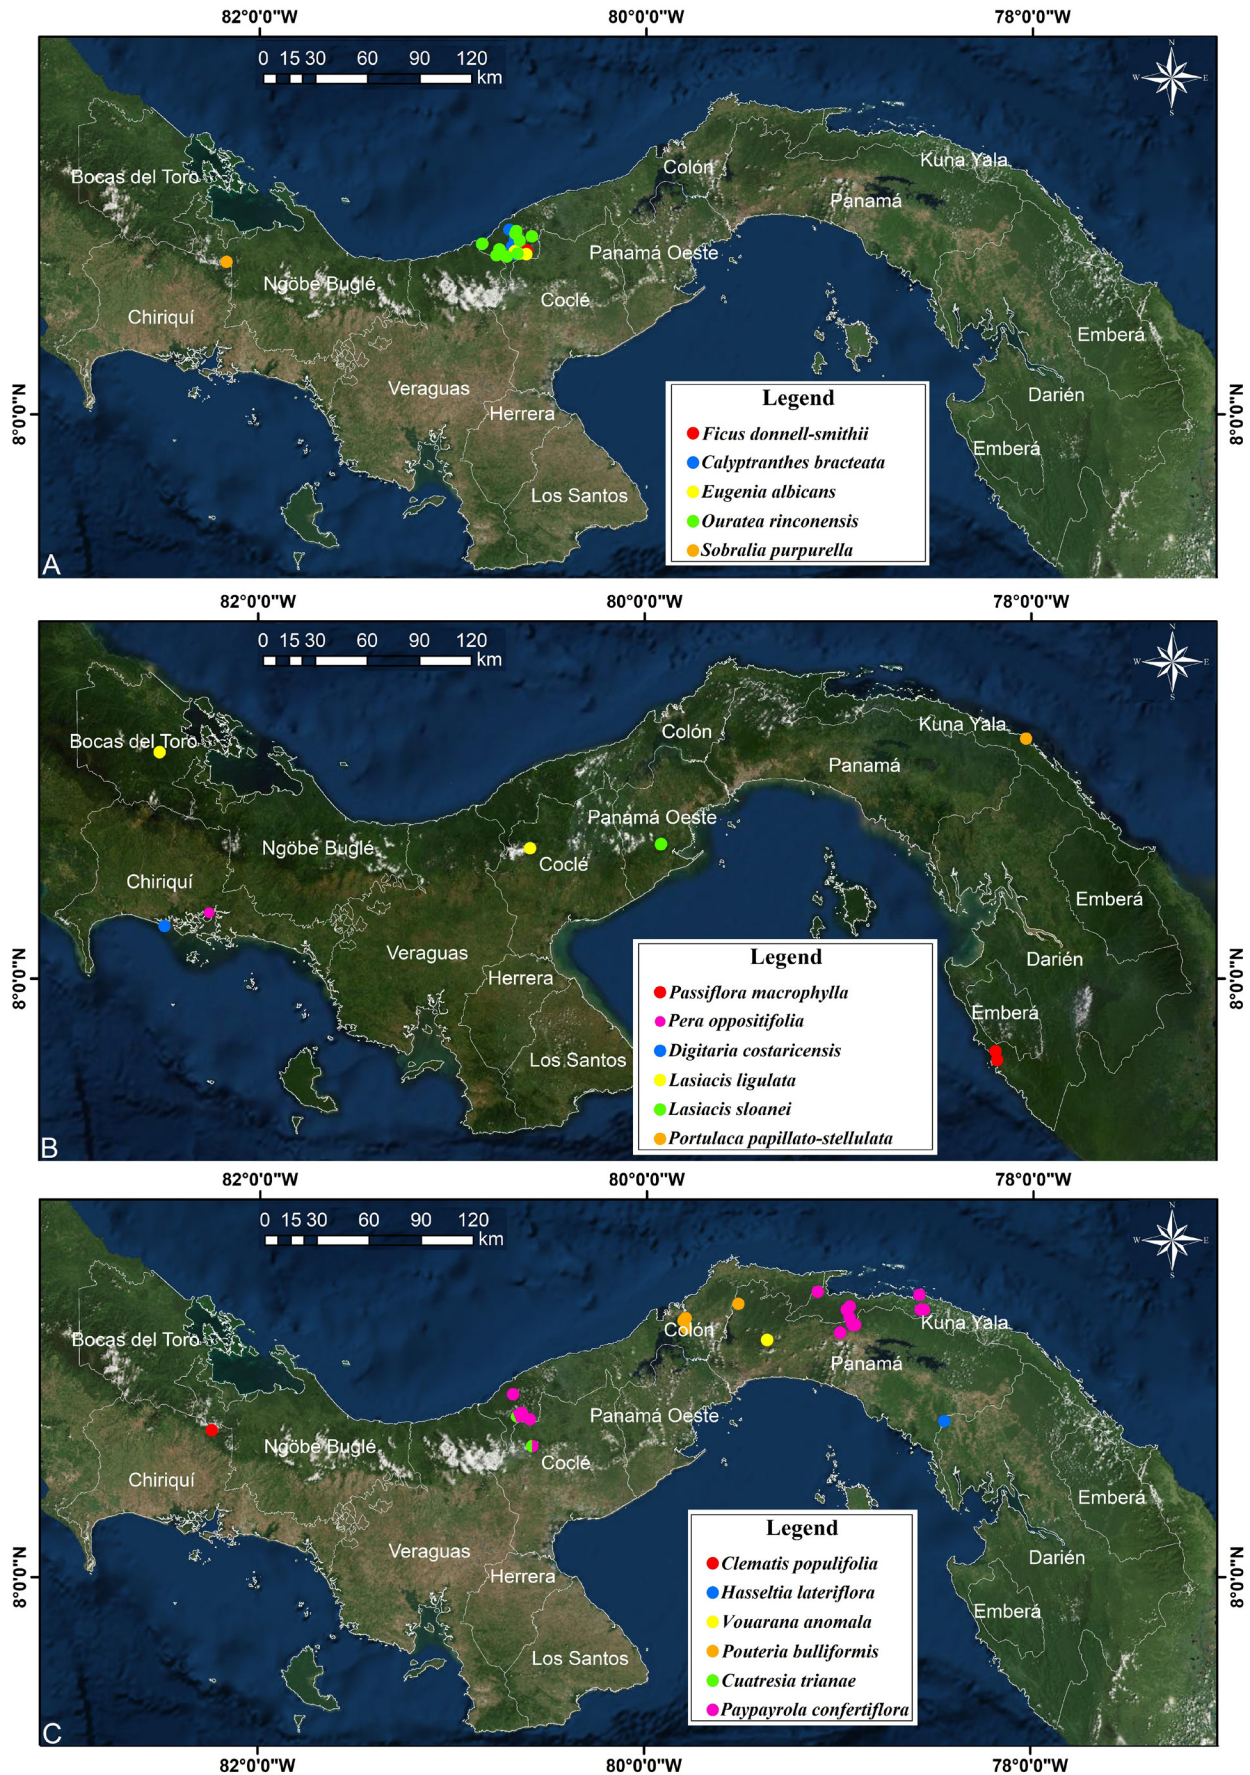 82°0'0"W 80°0'0"W 78°0'0"W
0 15 30 60 90 120
km
N
W E
S
Kuna Yala
Colón
Bocas del Toro
Panamá
Panamá Oeste
Ngöbe Buglé
Coclé
Chiriquí
Emberá
Veraguas
Darién
Herrera
8°0'0"N 8°0'0"N
Emberá
Los Santos
Legend
Ficus donnell-smithii
Calyptranthes bracteata
Eugenia albicans
Ouratea rinconensis
Sobralia purpurella
A
82°0'0"W 80°0'0"W 78°0'0"W
0 15 30 60 90 120
km
N
W E
S
Kuna Yala
Colón
Bocas del Toro
Panamá
Panamá Oeste
Ngöbe Buglé
Coclé
Chiriquí
Emberá
Veraguas
Darién
Herrera
8°0'0"N 8°0'0"N
Emberá
Los Santos
Legend
Passiflora macrophylla
Pera oppositifolia
Digitaria costaricensis
Lasiacis ligulata
Lasiacis sloanei
Portulaca papillato-stellulata
B
82°0'0"W 80°0'0"W 78°0'0"W
0 15 30 60 90 120
km
N
W E
S
Kuna Yala
Colón
Bocas del Toro
Panamá
Panamá Oeste
Ngöbe Buglé
Coclé
Chiriquí
Emberá
Veraguas
Darién
Herrera
8°0'0"N 8°0'0"N
Emberá
Los Santos
Legend
Clematis populifolia
Hasseltia lateriflora
Vouarana anomala
Pouteria bulliformis
Cuatresia trianae
Paypayrola confertiflora
C
82°0'0"W 80°0'0"W 78°0'0"W